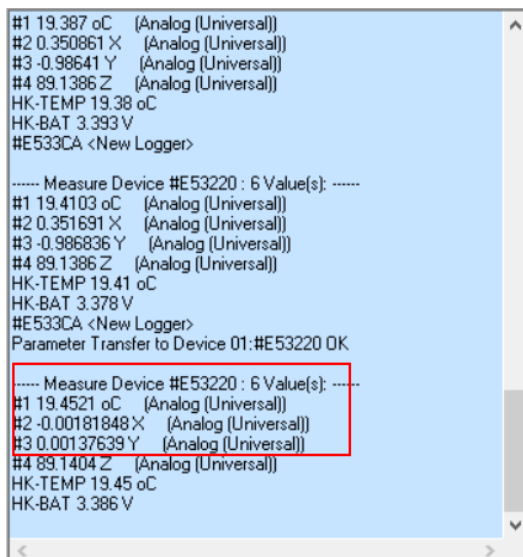 #1 19.387 oC (Analog (Universal))
#2 0.350861 X (Analog (Universal))
#3 -0.98641 Y (Analog (Universal))
#4 89.1386 Z (Analog (Universal))
HK-TEMP 19.38 oC
HK-BAT 3.393 V
#E533CA <New Logger>
------ Measure Device #E53220 : 6 Value(s): ------
#1 19.4103 oC (Analog (Universal))
#2 0.351691 X (Analog (Universal))
#3 -0.986836 Y (Analog (Universal))
#4 89.1386 Z (Analog (Universal))
HK-TEMP 19.41 oC
HK-BAT 3.378 V
#E533CA <New Logger>
Parameter Transfer to Device 01:#E53220 OK
------ Measure Device #E53220 : 6 Value(s): ------
#1 19.4521 oC (Analog (Universal))
#2 -0.00181848 X (Analog (Universal))
#3 0.00137639 Y (Analog (Universal))
#4 89.1404 Z (Analog (Universal))
HK-TEMP 19.45 oC
HK-BAT 3.386 V